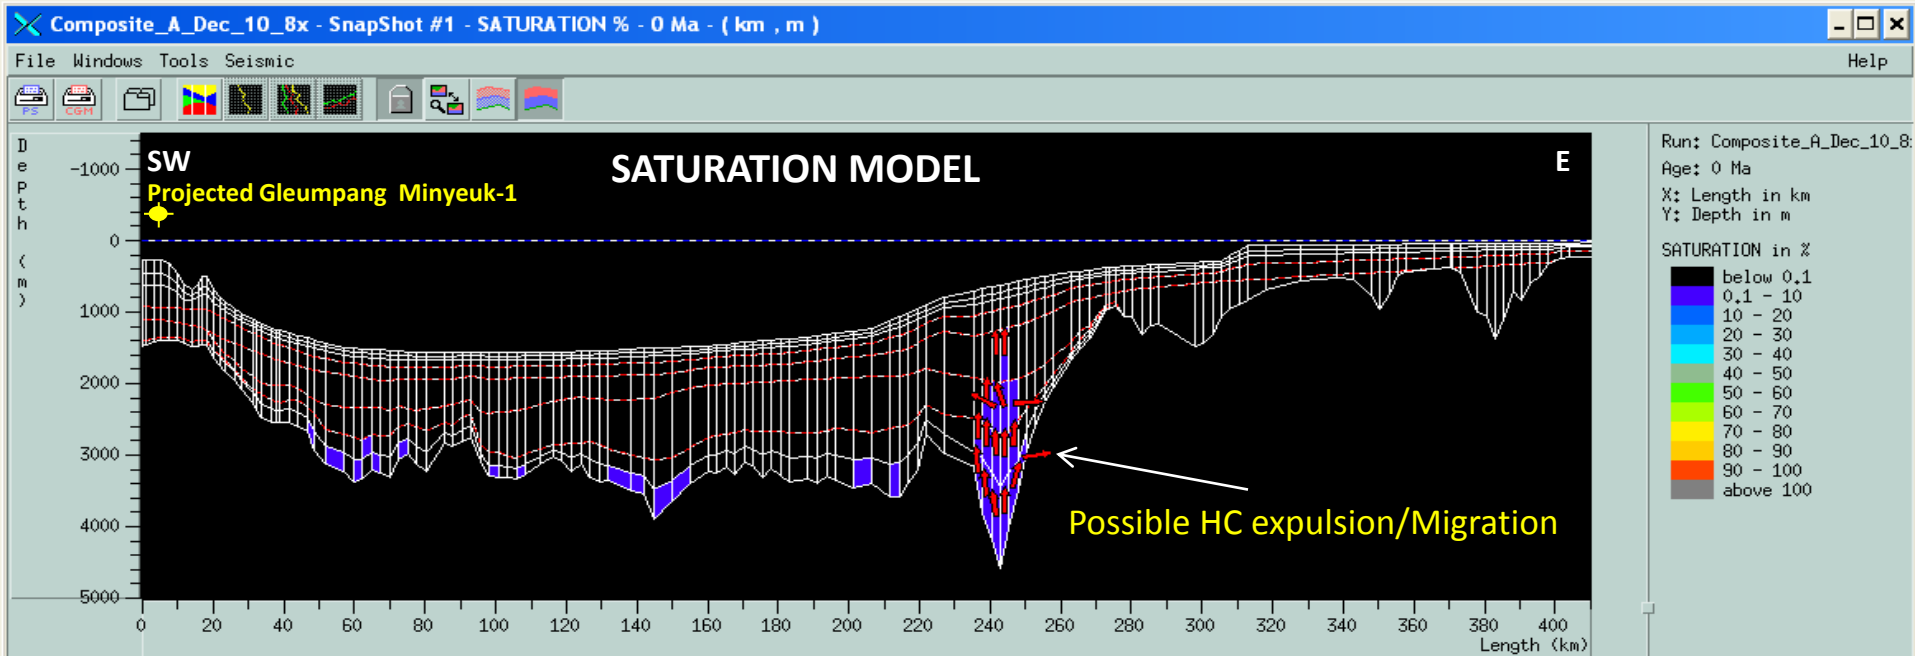 Composite_A_Dec_10_8x - SnapShot #1 - SATURATION % - 0 Ma - ( km , m )
File Windows Tools Seismic Help
PS CGM
Depth (m)
-1000
0
1000
2000
3000
4000
5000
SW
SATURATION MODEL
E
Projected Gleumpang Minyeuk-1
Possible HC expulsion/Migration
0 20 40 60 80 100 120 140 160 180 200 220 240 260 280 300 320 340 360 380 400
Length (km)
Run: Composite_A_Dec_10_8
Age: 0 Ma
X: Length in km
Y: Depth in m
SATURATION in %
below 0.1
0.1 - 10
10 - 20
20 - 30
30 - 40
40 - 50
50 - 60
60 - 70
70 - 80
80 - 90
90 - 100
above 100